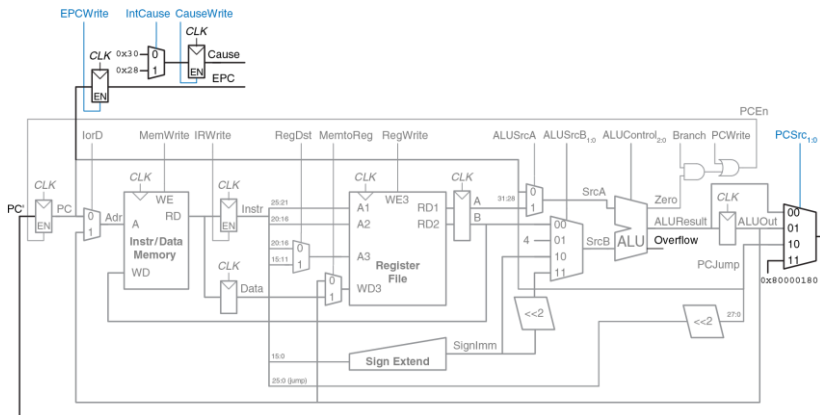 EPCWrite IntCause CauseWrite
CLK
CLK
0x30 0 Cause
0x28 1
EN
EPC
EN
PCEn
IorD MemWrite IRWrite RegDst MemtoReg RegWrite ALUSrcA ALUSrcB1:0 ALUControl2:0 Branch PCWrite PCSrc1:0
CLK CLK CLK CLK CLK CLK
PC' PC 0 Adr WE RD Instr 25:21 A1 WE3 RD1 A 31:28 0 SrcA Zero CLK 00
EN 1 A EN 20:16 A2 RD2 B 1 00 ALUResult ALUOut 01
Instr/Data Memory 20:16 0 A3 4 01 SrcB ALU Overflow 10
15:11 1 Register File 10 PCJump 11
WD CLK Data 0 WD3 11 0x80000180
1
<<2 <<2 27:0
SignImm
15:0 Sign Extend
25:0 (jump)